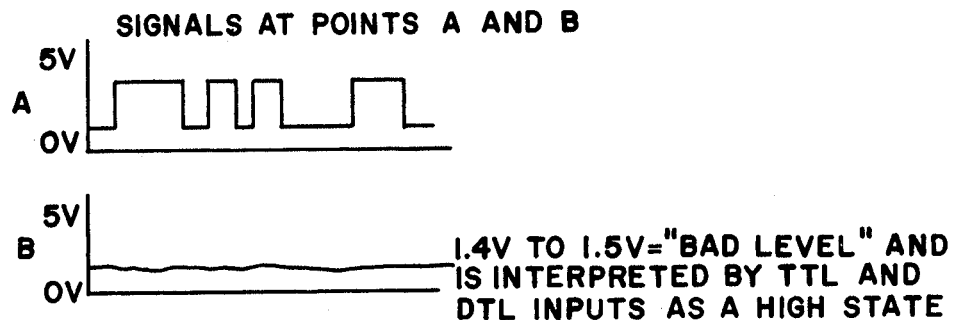 SIGNALS AT POINTS A AND B
5V
A
0V
5V
B
0V
1.4V TO 1.5V="BAD LEVEL" AND
IS INTERPRETED BY TTL AND
DTL INPUTS AS A HIGH STATE